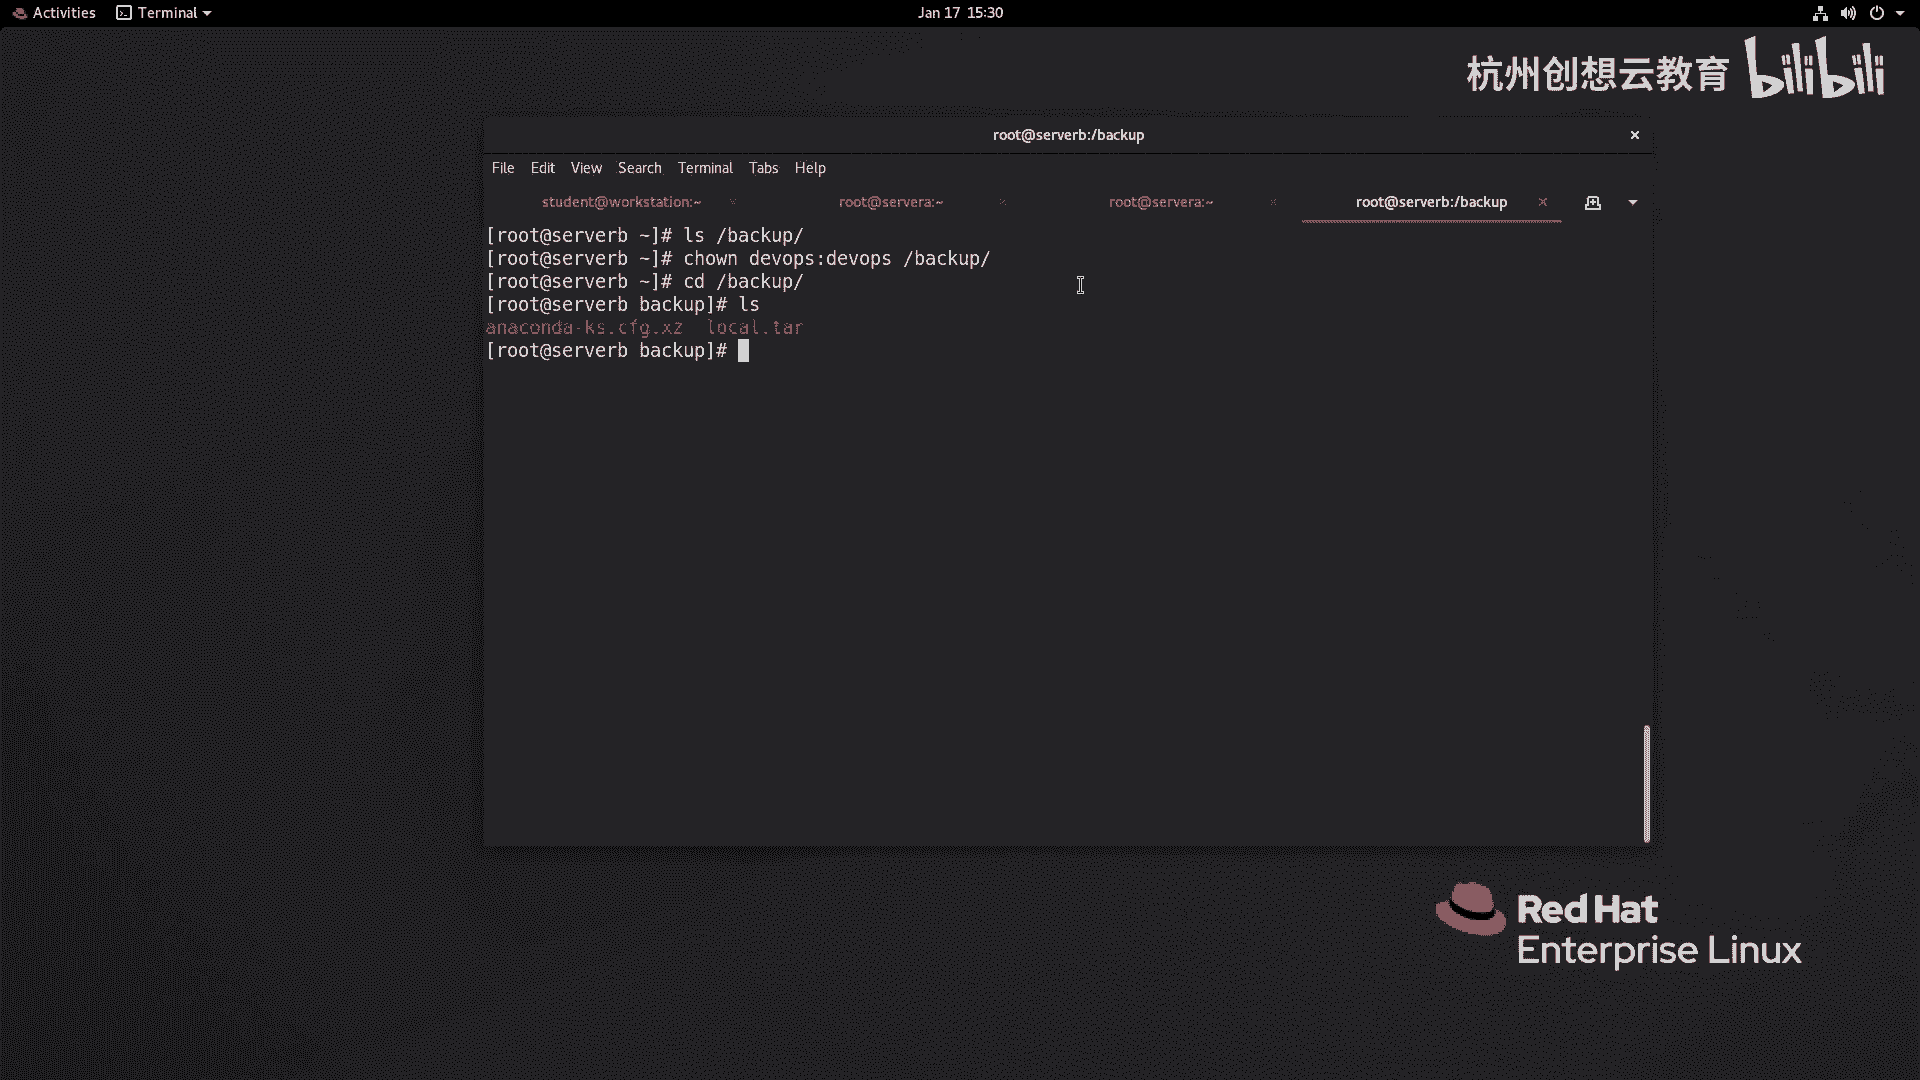 Activities Terminal Jan 17 15:30
杭州创想云教育 bilibili
root@serverb:/backup
File Edit View Search Terminal Tabs Help
student@workstation:~ root@servera:~ root@servera:~ root@serverb:/backup
[root@serverb ~]# ls /backup/
[root@serverb ~]# chown devops:devops /backup/
[root@serverb ~]# cd /backup/
[root@serverb backup]# ls
anaconda-ks.cfg.xz local.tar
[root@serverb backup]#
Red Hat
Enterprise Linux